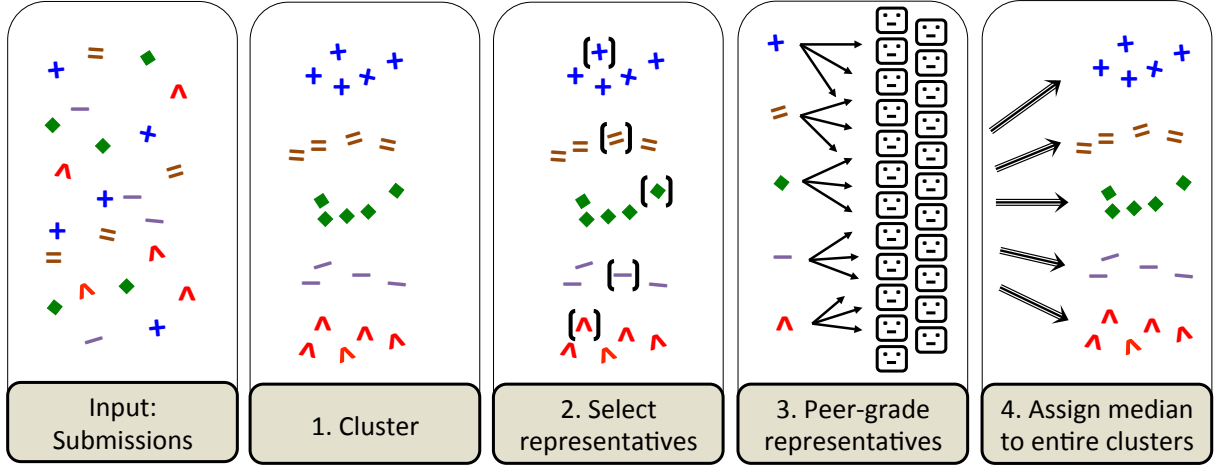 Input:
Submissions
1. Cluster
2. Select
representatives
3. Peer-grade
representatives
4. Assign median
to entire clusters